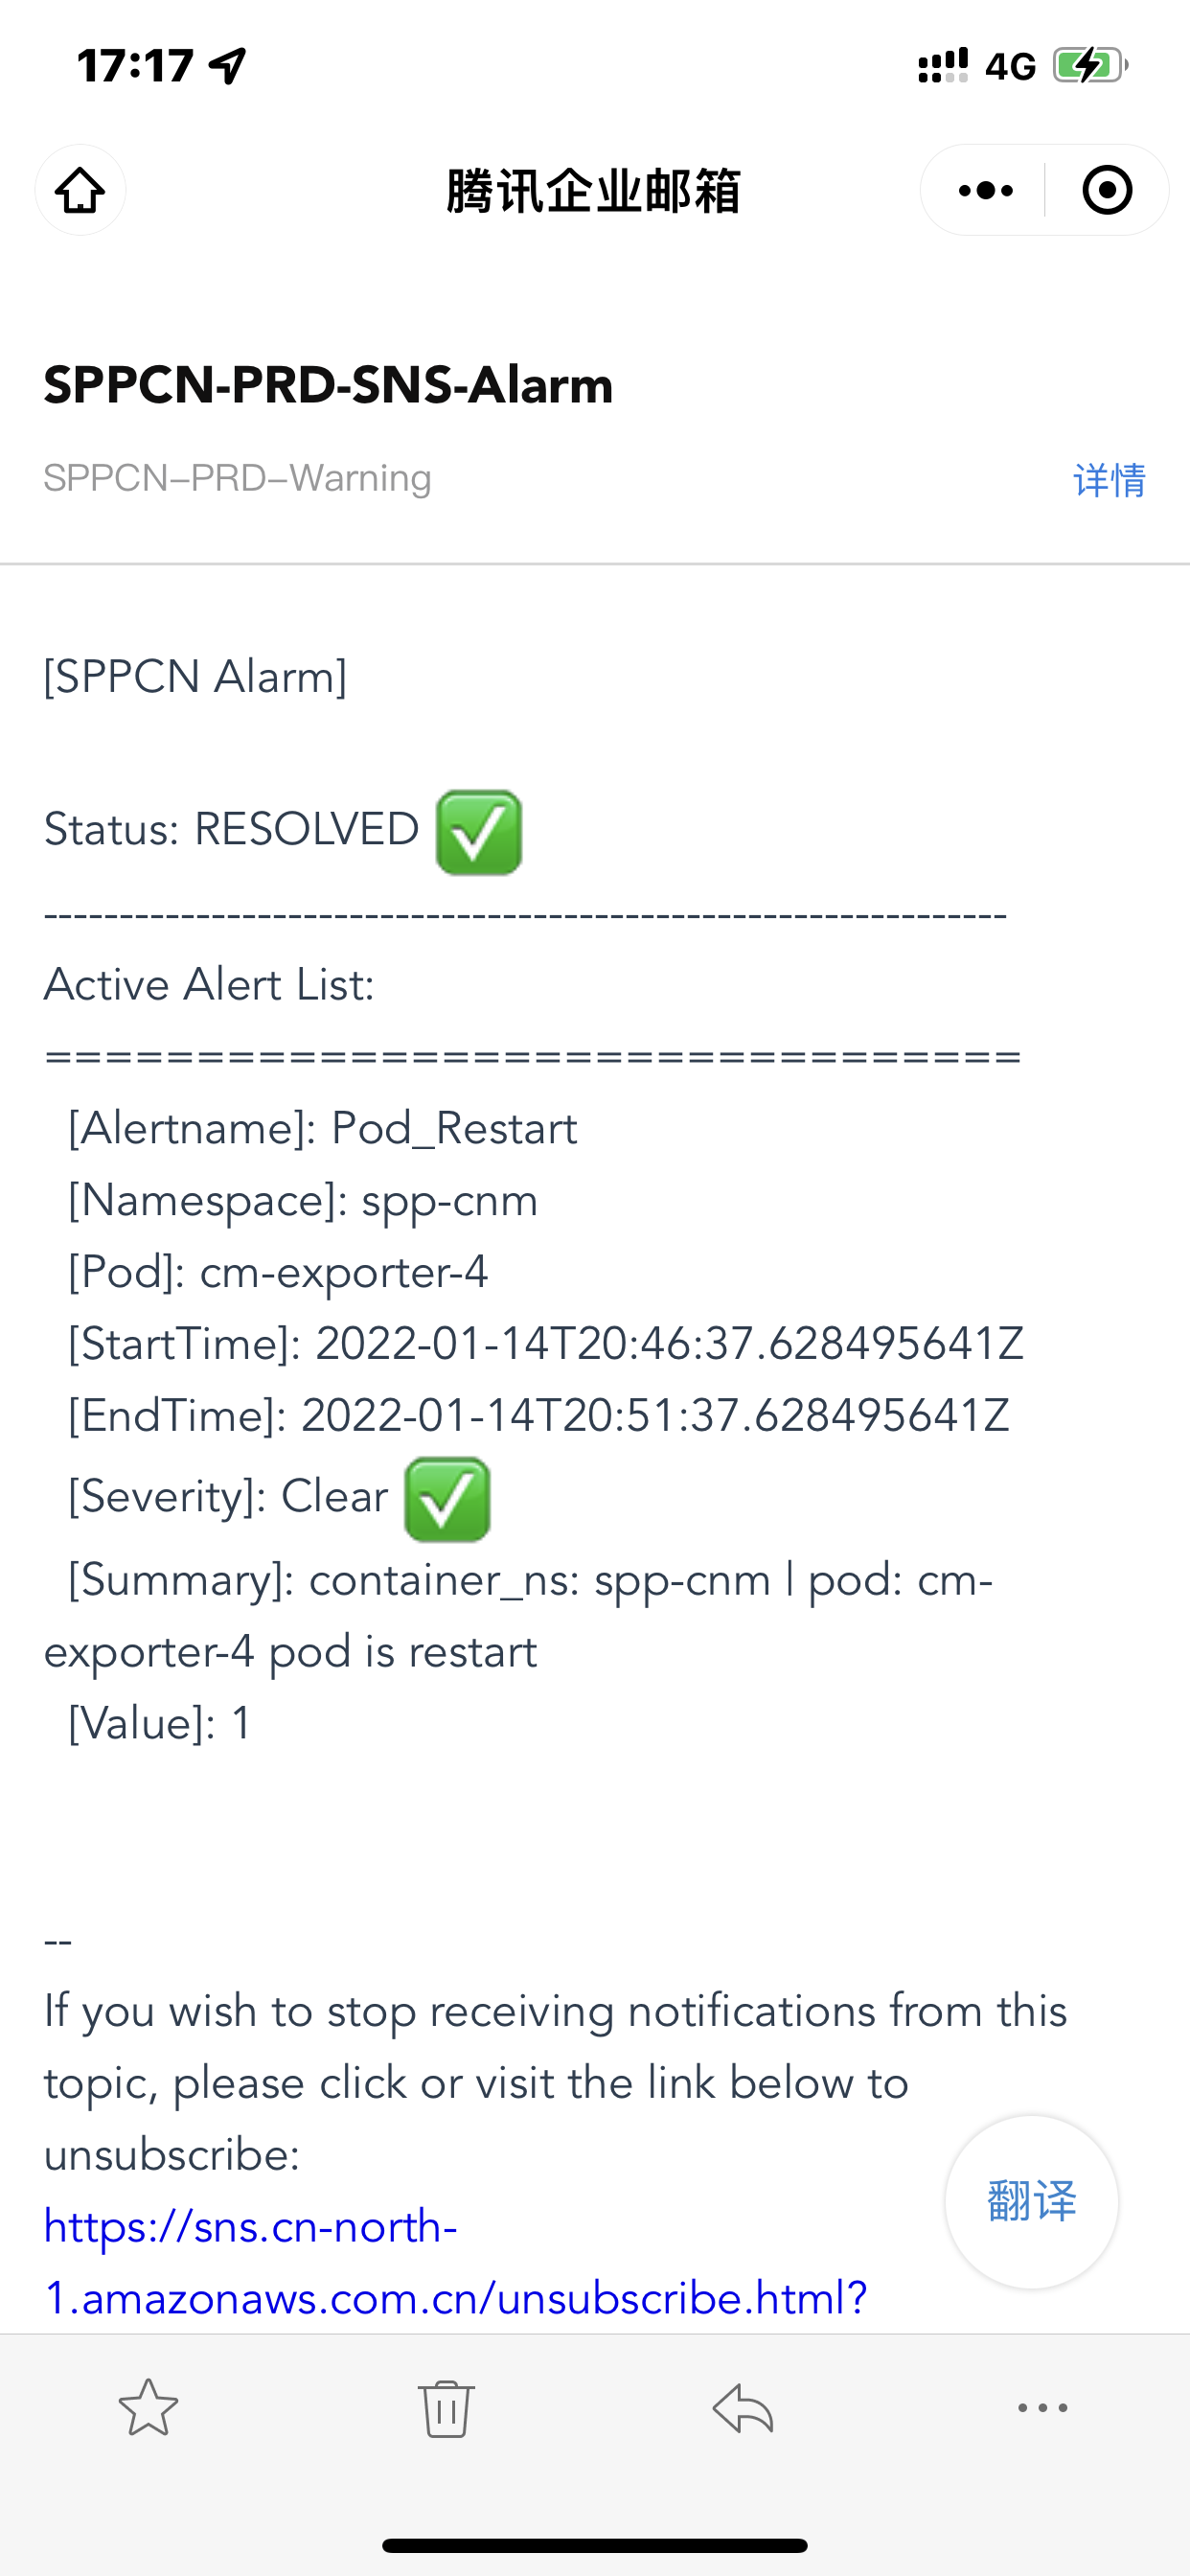 17:17
4G
腾讯企业邮箱
SPPCN-PRD-SNS-Alarm
SPPCN-PRD-Warning
详情
[SPPCN Alarm]
Status: RESOLVED ✅
---------------------------------------------------------------
Active Alert List:
================================
[Alertname]: Pod_Restart
[Namespace]: spp-cnm
[Pod]: cm-exporter-4
[StartTime]: 2022-01-14T20:46:37.628495641Z
[EndTime]: 2022-01-14T20:51:37.628495641Z
[Severity]: Clear ✅
[Summary]: container_ns: spp-cnm | pod: cm-
exporter-4 pod is restart
[Value]: 1
--
If you wish to stop receiving notifications from this
topic, please click or visit the link below to
unsubscribe:
翻译
https://sns.cn-north-
1.amazonaws.com.cn/unsubscribe.html?